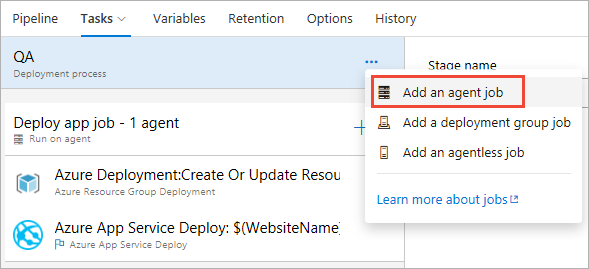 Pipeline Tasks Variables Retention Options History
QA
Deployment process
Stage name
Add an agent job
Add a deployment group job
Add an agentless job
Learn more about jobs
Deploy app job - 1 agent
Run on agent
Azure Deployment:Create Or Update Resou
Azure Resource Group Deployment
Azure App Service Deploy: $(WebsiteName)
Azure App Service Deploy